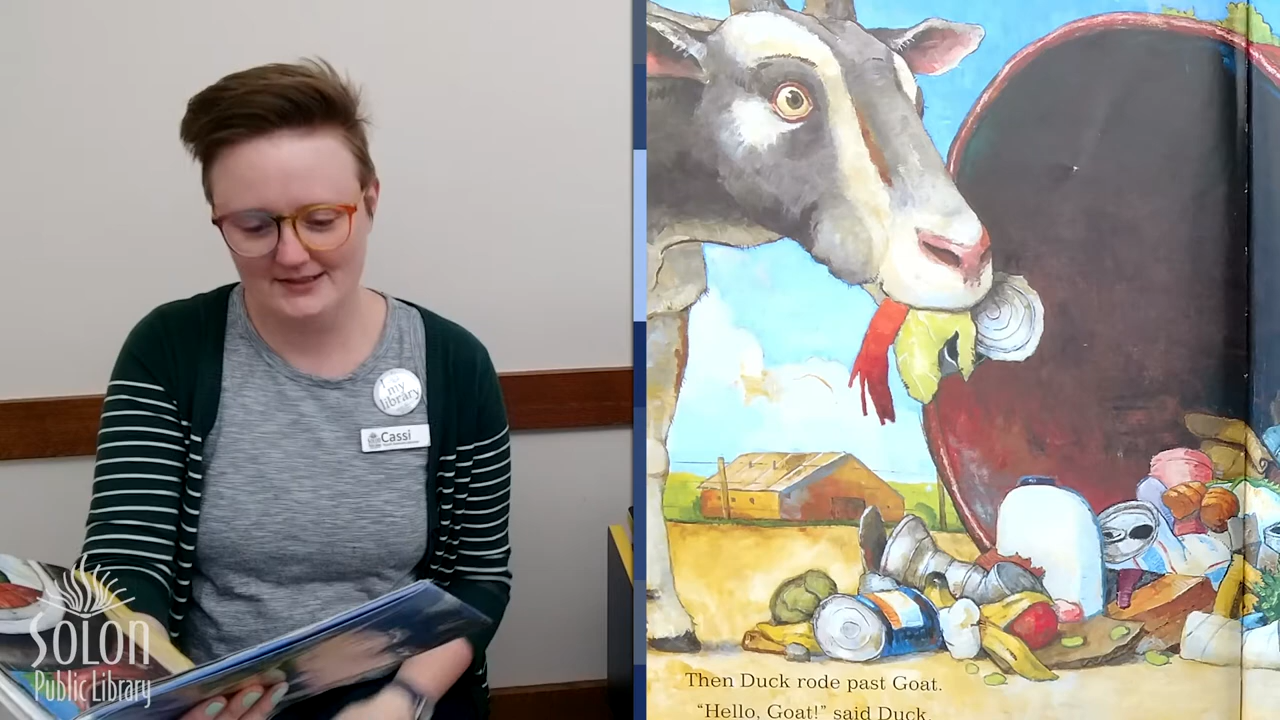 I
my
library
Cassi
SOLON
Public Library
Then Duck rode past Goat.
"Hello, Goat!" said Duck.